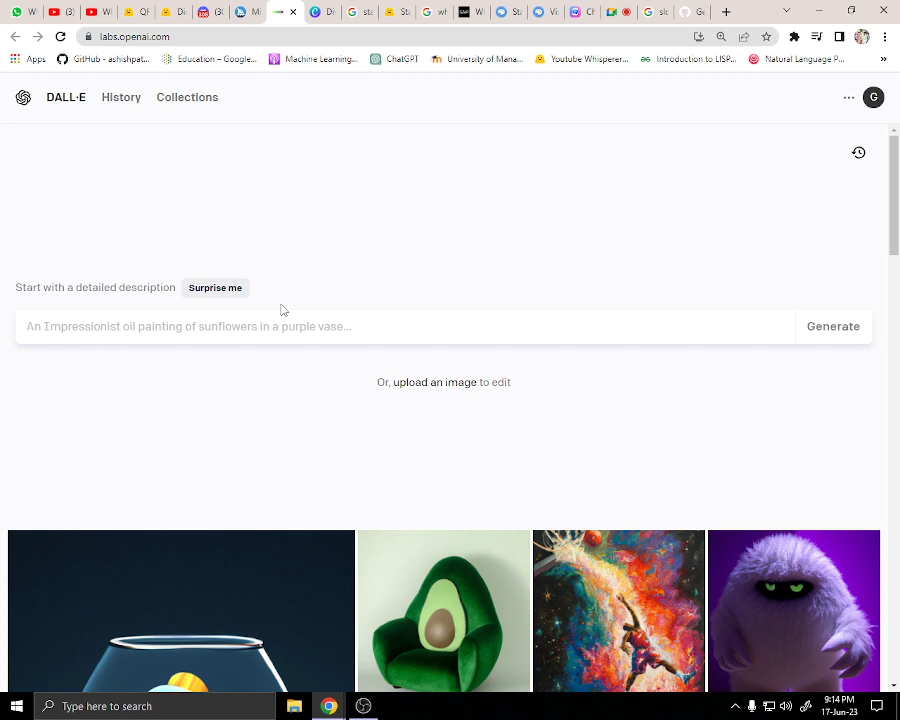 labs.openai.com
Apps
GitHub - ashishpat...
Education – Google...
Machine Learning...
ChatGPT
University of Mana...
Youtube Whisperer...
Introduction to LISP...
Natural Language P...
DALL·E
History
Collections
G
Start with a detailed description
Surprise me
An Impressionist oil painting of sunflowers in a purple vase...
Generate
Or, upload an image to edit
Type here to search
9:14 PM
17-Jun-23